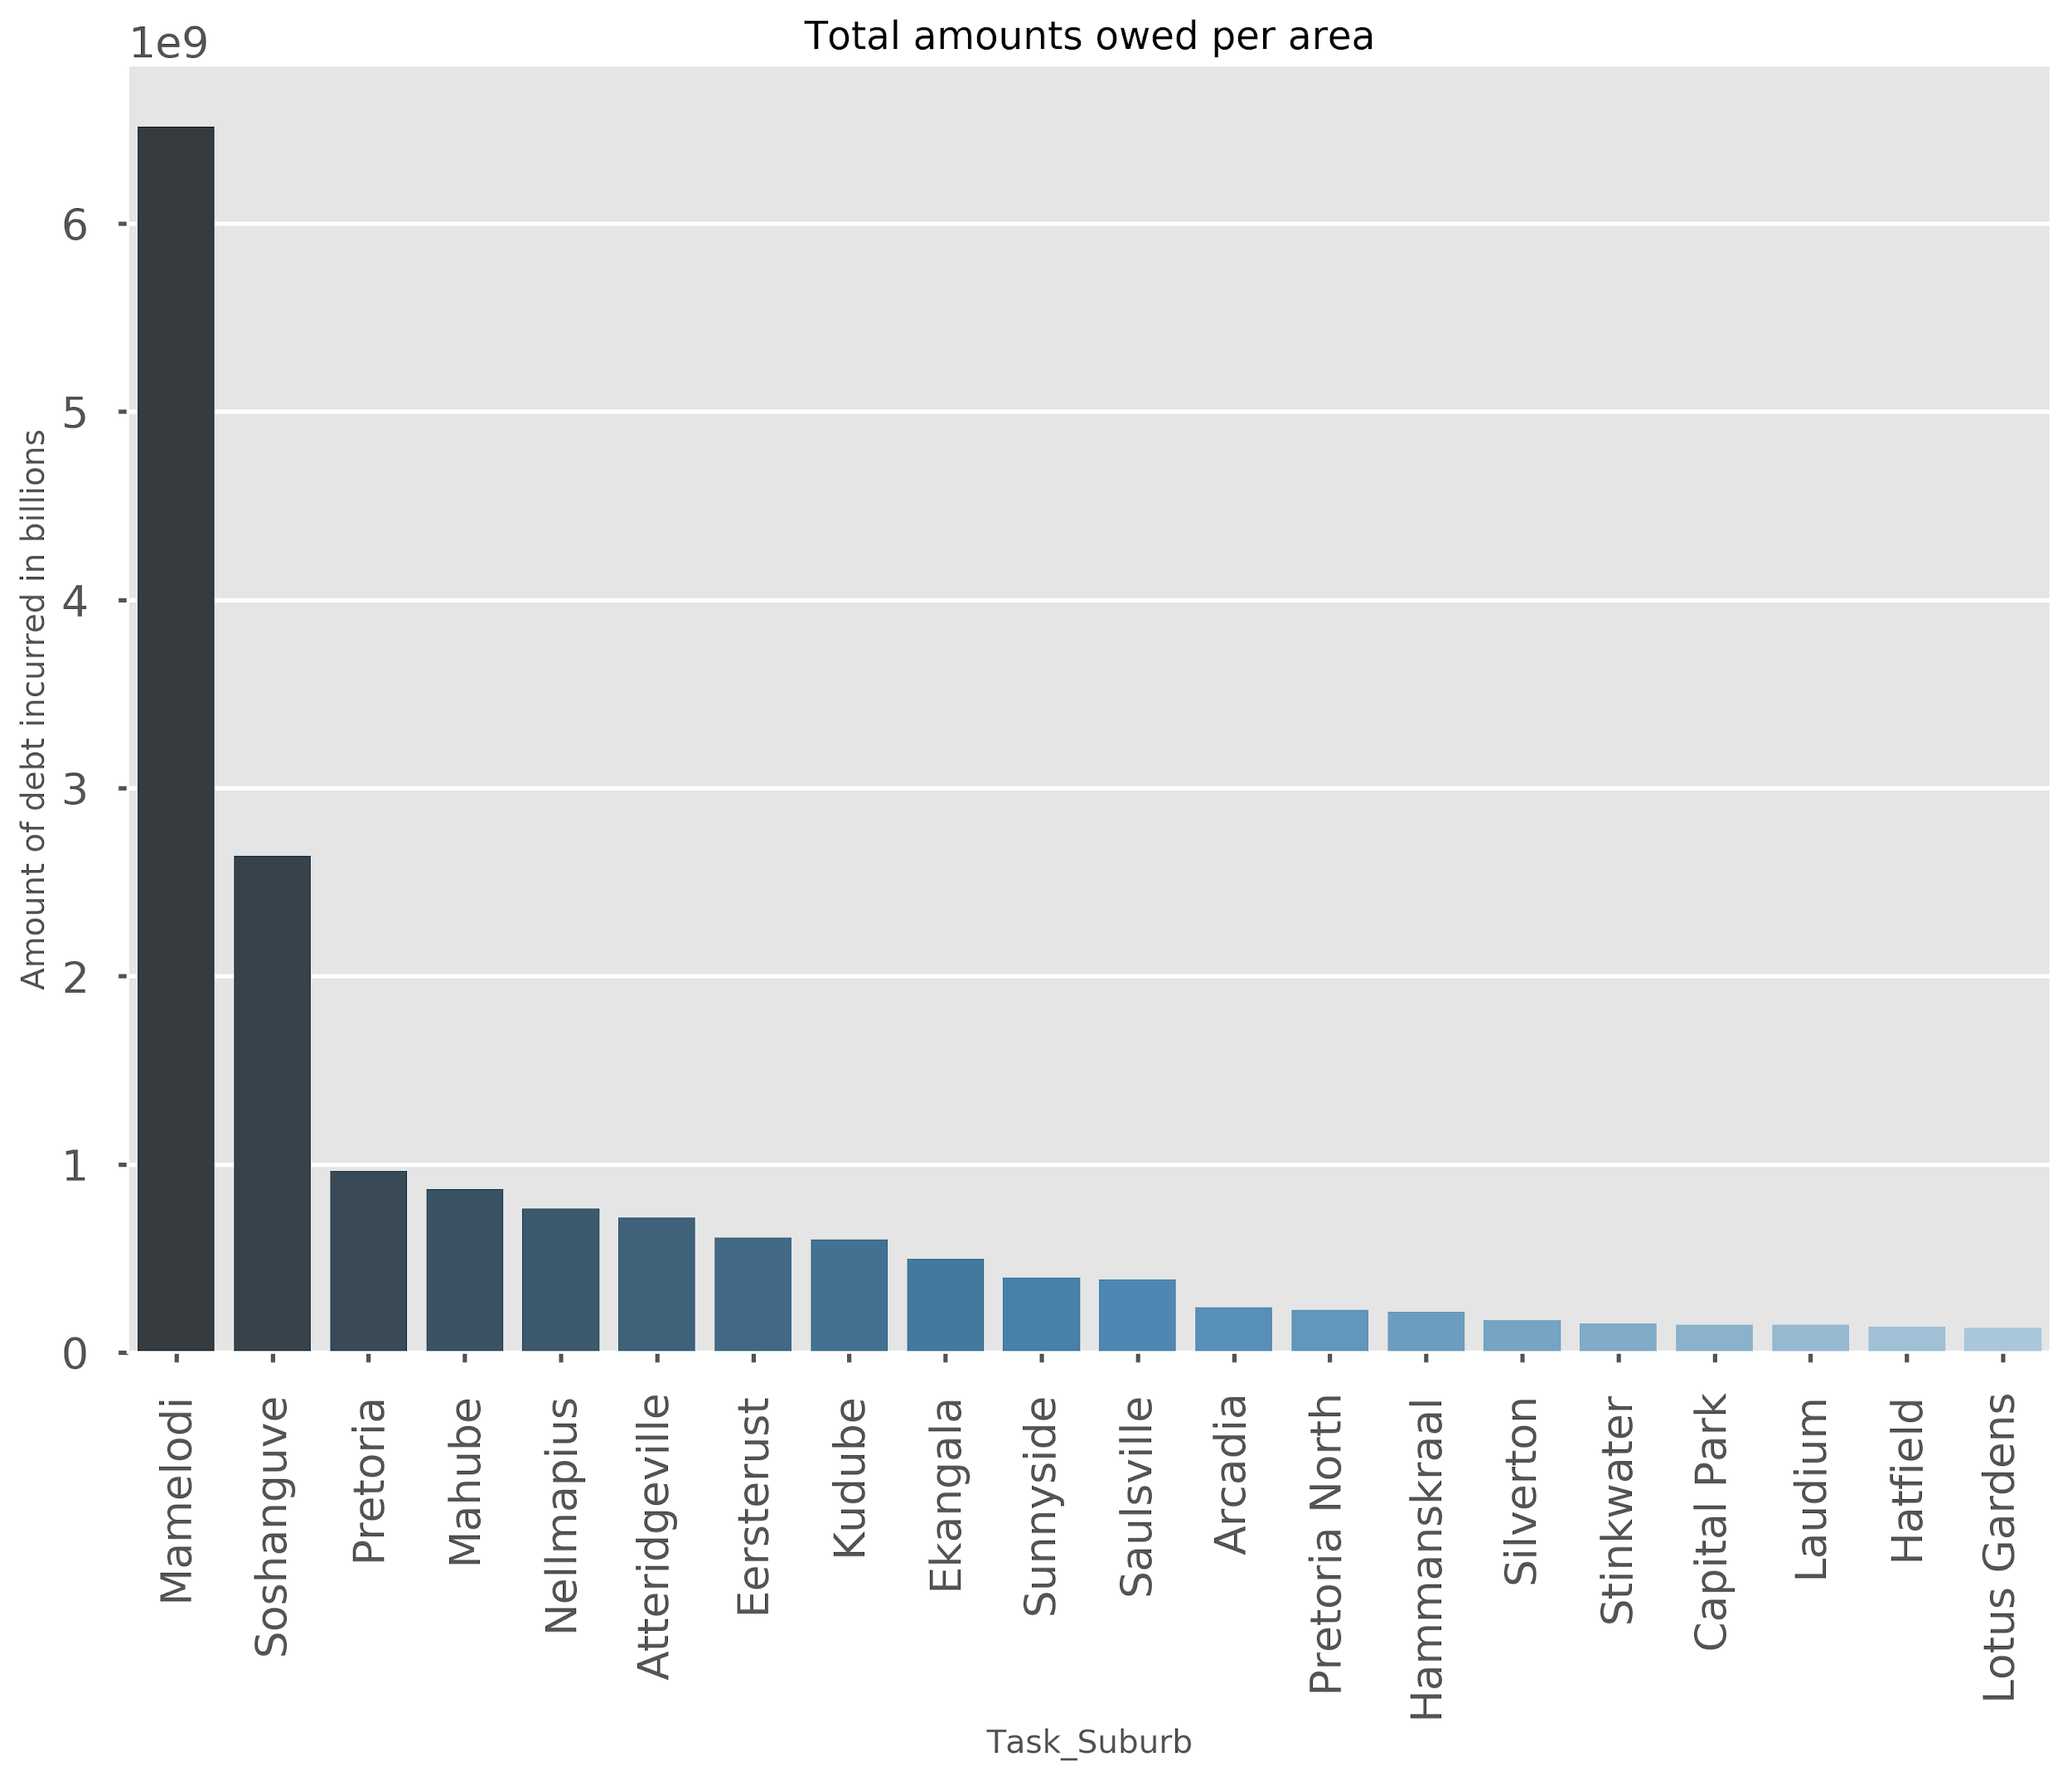 Total amounts owed per area
1e9
6
5
4
3
2
1
0
Amount of debt incurred in billions
Mamelodi
Soshanguve
Pretoria
Mahube
Nellmapius
Atteridgeville
Eersterust
Kudube
Ekangala
Sunnyside
Saulsville
Arcadia
Pretoria North
Hammanskraal
Silverton
Stinkwater
Capital Park
Laudium
Hatfield
Lotus Gardens
Task_Suburb